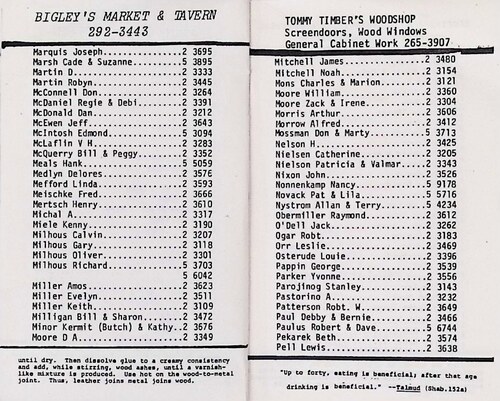 BIGLEY'S MARKET & TAVERN
292-3443
Marquis Joseph...............2 3695
Marsh Cade & Suzanne.........5 3895
Martin D.....................2 3333
Martin Robyn.................2 3445
McConnell Don................2 3264
McDaniel Regie & Debi........2 3391
McDonald Dan.................2 3212
McEwen Jeff..................2 3643
McIntosh Edmond..............5 3094
McLaflin V H.................2 3283
McQuerry Bill & Peggy........2 3352
Meals Hank...................5 5059
Medlyn Delores...............2 3576
Mefford Linda................2 3593
Meischke Fred................2 3666
Mertsch Henry................2 3610
Michal A.....................2 3317
Miele Kenny..................2 3190
Milhous Calvin...............2 3207
Milhous Gary.................2 3118
Milhous Oliver...............2 3301
Milhous Richard..............5 3703
5 6042
Miller Amos..................2 3623
Miller Evelyn................2 3511
Miller Keith.................2 3109
Milligan Bill & Sharon.......2 3472
Minor Kermit (Butch) & Kathy..2 3676
Moore D A....................2 3349
until dry. Then dissolve glue to a creamy consistency
and add, while stirring, wood ashes, until a varnish-
like mixture is produced. Use hot on the wood-to-metal
joint. Thus, leather joins metal joins wood.
TOMMY TIMBER'S WOODSHOP
Screendoors, Wood Windows
General Cabinet Work 265-3907
Mitchell James...............2 3480
Mitchell Noah................2 3154
Mons Charles & Marion........2 3121
Moore William................2 3360
Moore Zack & Irene...........2 3304
Morris Arthur................2 3606
Morrow Alfred................2 3412
Mossman Don & Marty..........5 3713
Nelson H.....................2 3425
Nielsen Catherine............2 3205
Nielson Patricia & Valmar....2 3343
Nixon John...................2 3526
Nonnenkamp Nancy.............5 9178
Novack Pat & Lila............5 5716
Nystrom Allan & Terry........5 4234
Obermiller Raymond...........2 3612
O'Dell Jack..................2 3262
Ogar Robt....................2 3183
Orr Leslie...................2 3469
Osterude Louie...............2 3396
Pappin George................2 3539
Parker Yvonne................2 3556
Parojinog Stanley............2 3143
Pastorino A..................2 3232
Patterson Robt. W............2 3649
Paul Debby & Bernie..........2 3466
Paulus Robert & Dave.........5 6744
Pekarek Beth.................2 3574
Pell Lewis...................2 3638
"Up to forty, eating is beneficial; after that age
drinking is beneficial." --Talmud (Shab.152a)